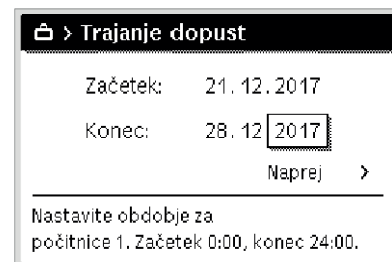 > Trajanje dopust
Začetek: 21. 12. 2017
Konec: 28. 12 2017
Naprej >
Nastavite obdobje za
počitnice 1. Začetek 0:00, konec 24:00.